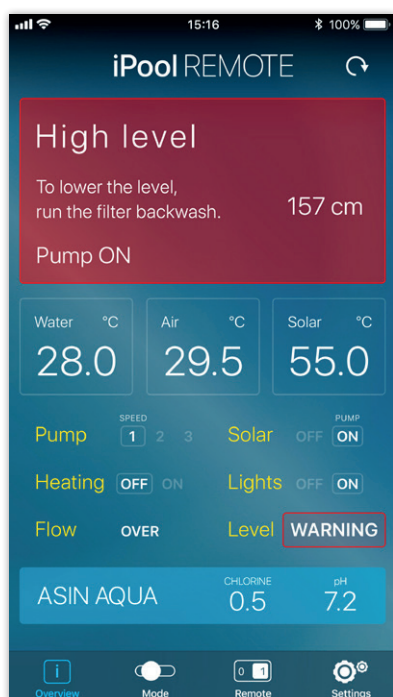 15:16
100%
iPool REMOTE
High level
To lower the level,
run the filter backwash.
157 cm
Pump ON
Water °C
Air °C
Solar °C
28.0
29.5
55.0
SPEED
PUMP
Pump 1 2 3 Solar OFF ON
Heating OFF ON Lights OFF ON
Flow OVER Level WARNING
CHLORINE pH
ASIN AQUA 0.5 7.2
i 0 1
Overview Mode Remote Settings